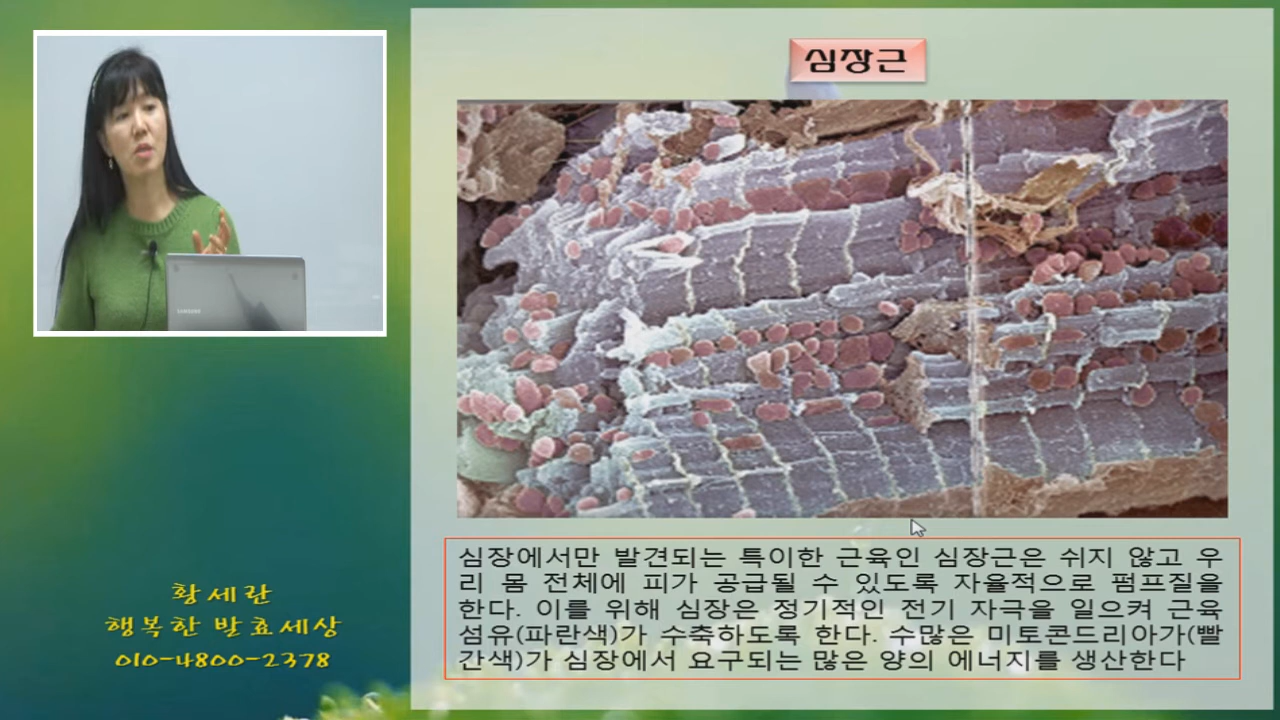 심장근
SAMSUNG
심장에서만 발견되는 특이한 근육인 심장근은 쉬지 않고 우
리 몸 전체에 피가 공급될 수 있도록 자율적으로 펌프질을
한다. 이를 위해 심장은 정기적인 전기 자극을 일으켜 근육
섬유(파란색)가 수축하도록 한다. 수많은 미토콘드리아가(빨
간색)가 심장에서 요구되는 많은 양의 에너지를 생산한다
황세란
행복한 발효세상
010-4800-2378